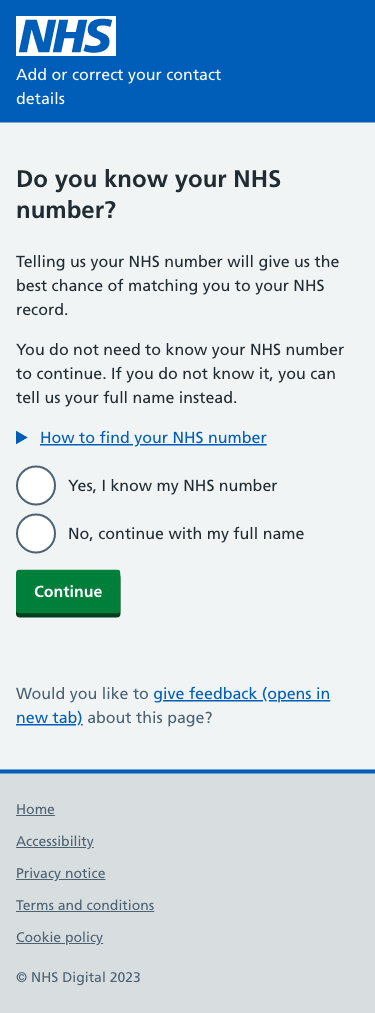 NHS
Add or correct your contact
details
Do you know your NHS
number?
Telling us your NHS number will give us the
best chance of matching you to your NHS
record.
You do not need to know your NHS number
to continue. If you do not know it, you can
tell us your full name instead.
How to find your NHS number
Yes, I know my NHS number
No, continue with my full name
Continue
Would you like to give feedback (opens in
new tab) about this page?
Home
Accessibility
Privacy notice
Terms and conditions
Cookie policy
© NHS Digital 2023